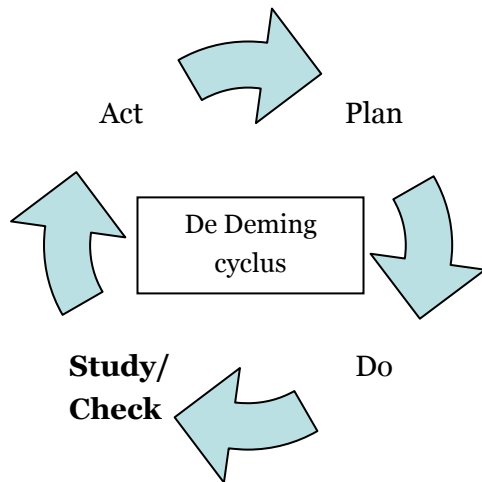 Act
Plan
De Deming
cyclus
Study/
Check
Do